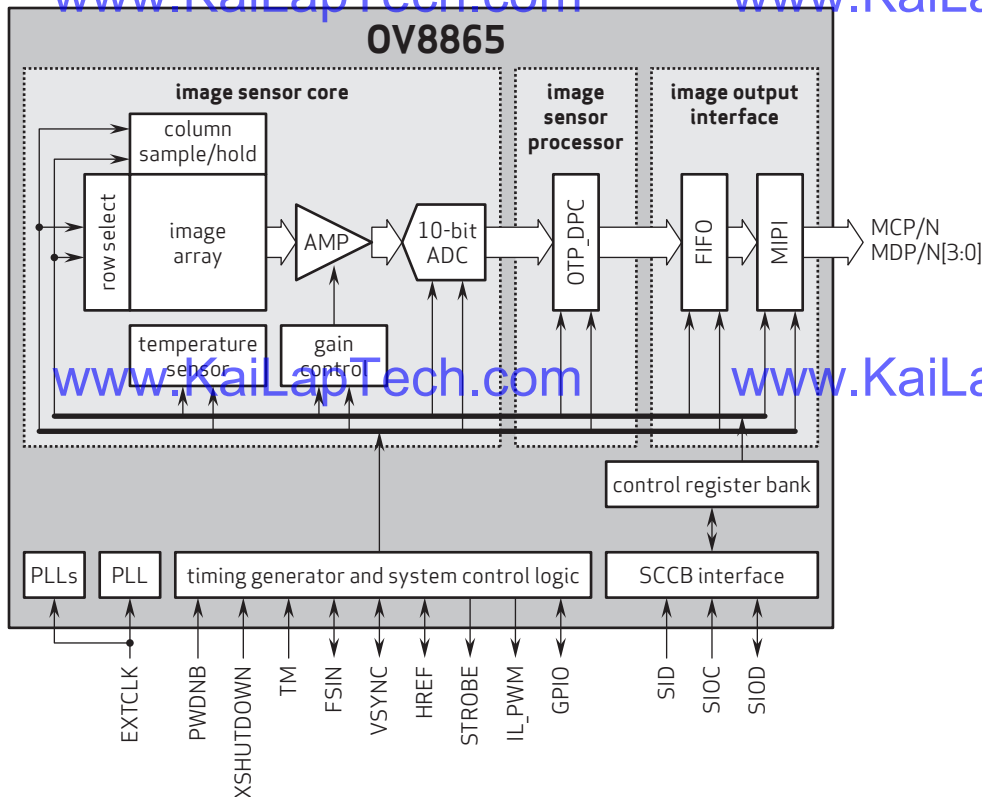 www.KaiLapTech.com
www.KaiLa
OV8865
image sensor core
image
sensor
processor
image output
interface
column
sample/hold
row select
image
array
AMP
10-bit
ADC
OTP_DPC
FIFO
MIPI
MCP/N
MDP/N[3:0]
temperature
sensor
gain
control
www.KaiLapTech.com
www.KaiLa
control register bank
PLLs
PLL
timing generator and system control logic
SCCB interface
EXTCLK
PWDNB
XSHUTDOWN
TM
FSIN
VSYNC
HREF
STROBE
IL_PWM
GPIO
SID
SIOC
SIOD